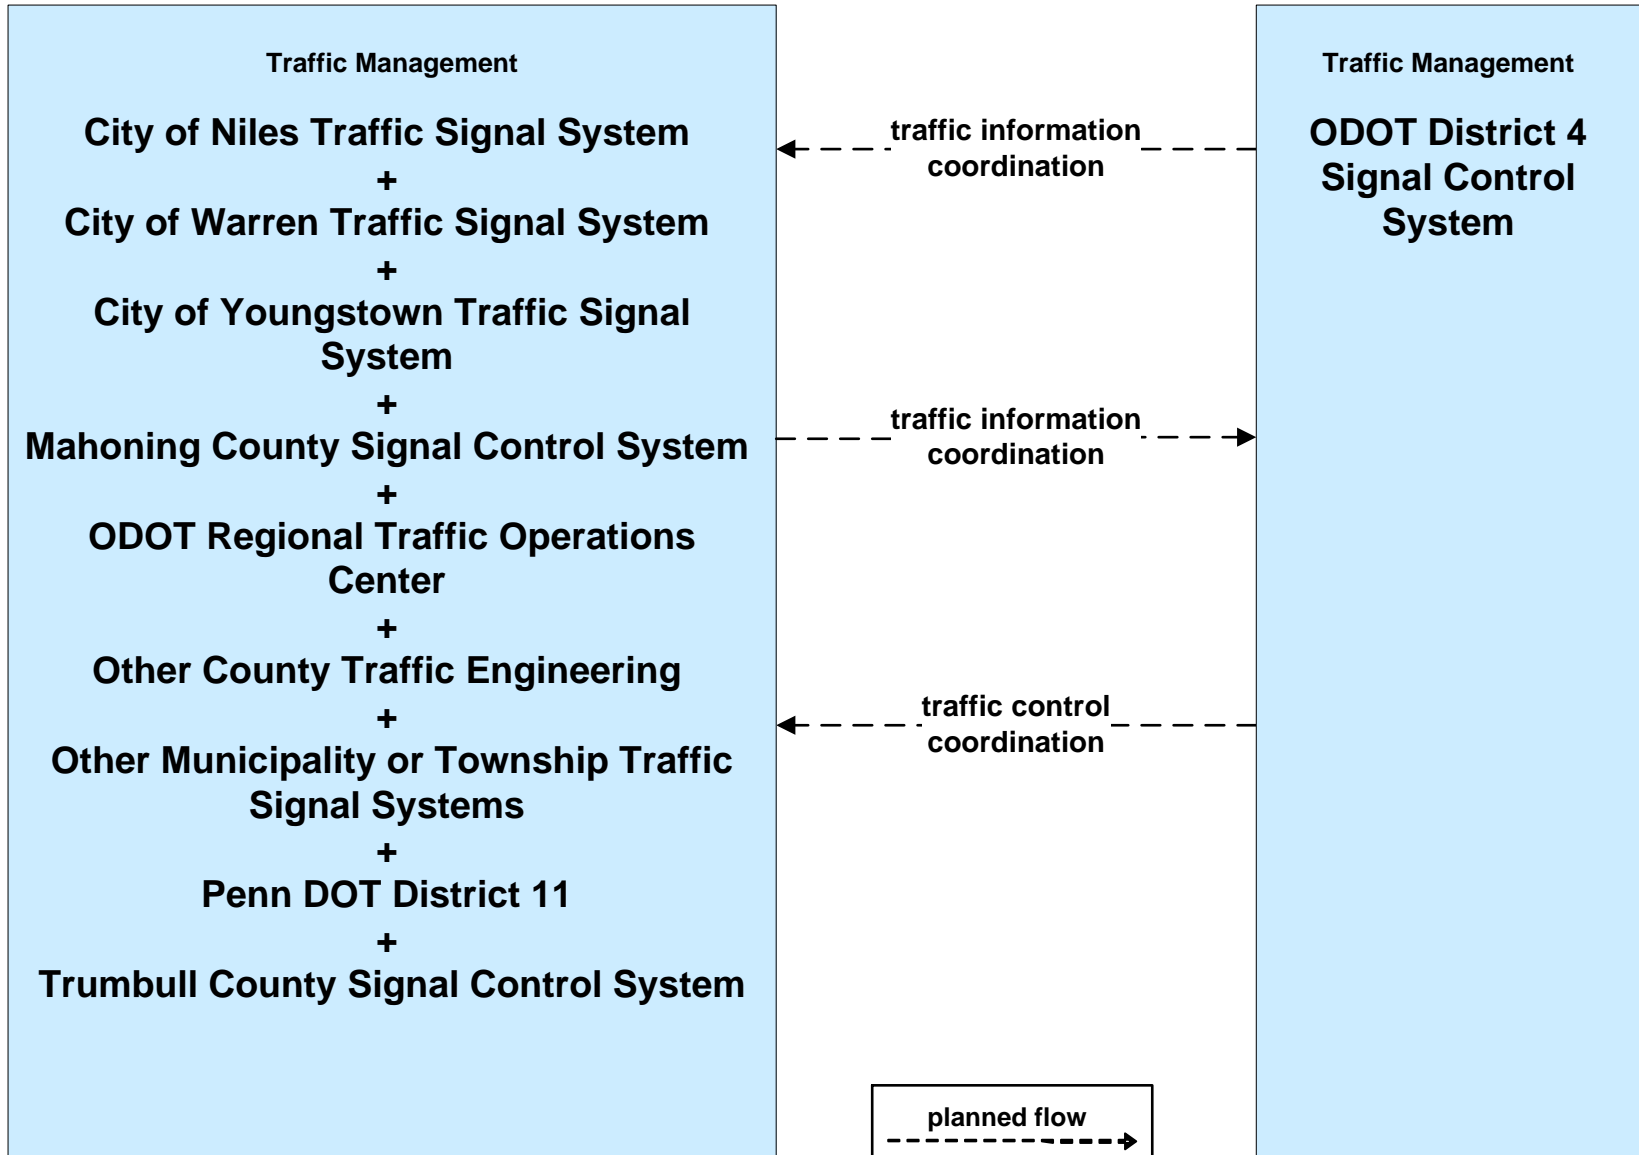 Traffic Management
City of Niles Traffic Signal System
+
City of Warren Traffic Signal System
+
City of Youngstown Traffic Signal
System
+
Mahoning County Signal Control System
+
ODOT Regional Traffic Operations
Center
+
Other County Traffic Engineering
+
Other Municipality or Township Traffic
Signal Systems
+
Penn DOT District 11
+
Trumbull County Signal Control System
traffic information
coordination
traffic information
coordination
traffic control
coordination
planned flow
Traffic Management
ODOT District 4
Signal Control
System